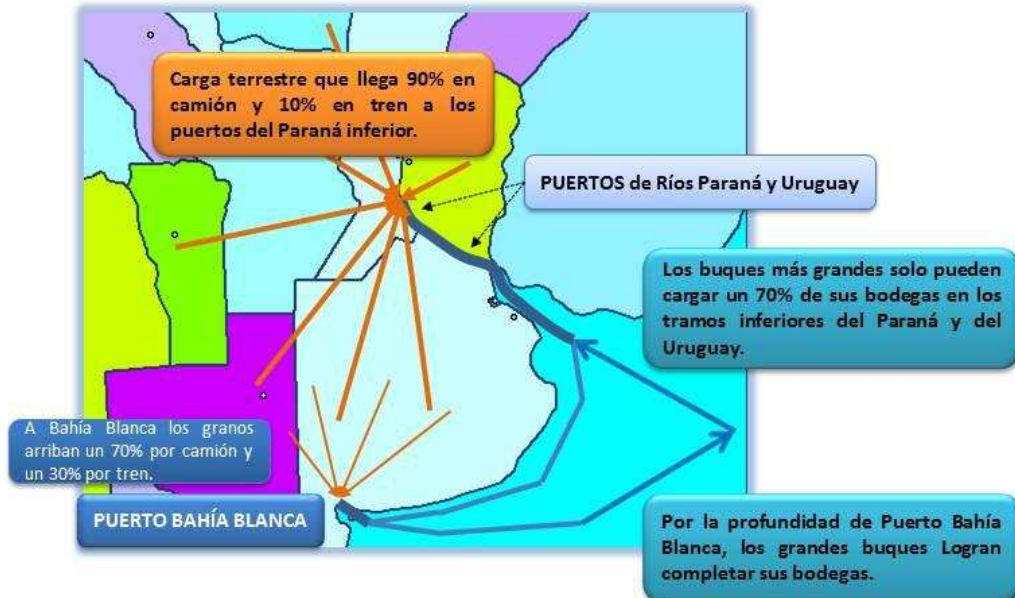 Carga terrestre que llega 90% en
camión y 10% en tren a los
puertos del Paraná inferior.
PUERTOS de Ríos Paraná y Uruguay
Los buques más grandes solo pueden
cargar un 70% de sus bodegas en los
tramos inferiores del Paraná y del
Uruguay.
A Bahía Blanca los granos
arriban un 70% por camión y
un 30% por tren.
PUERTO BAHÍA BLANCA
Por la profundidad de Puerto Bahía
Blanca, los grandes buques Logran
completar sus bodegas.